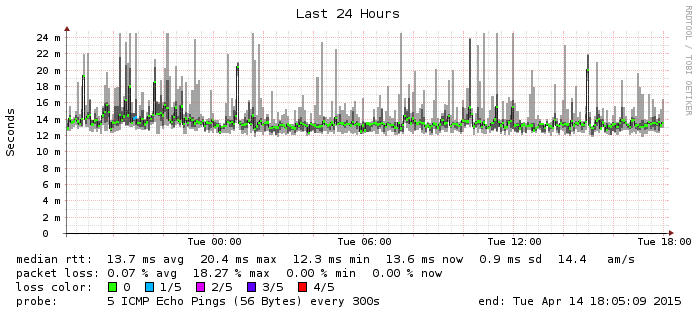 Last 24 Hours
RRDTOOL / TOBI OETIKER
Seconds
24 m
22 m
20 m
18 m
16 m
14 m
12 m
10 m
8 m
6 m
4 m
2 m
0
Tue 00:00 Tue 06:00 Tue 12:00 Tue 18:00
median rtt: 13.7 ms avg 20.4 ms max 12.3 ms min 13.6 ms now 0.9 ms sd 14.4 am/s
packet loss: 0.07 % avg 18.27 % max 0.00 % min 0.00 % now
loss color: 0 1/5 2/5 3/5 4/5
probe: 5 ICMP Echo Pings (56 Bytes) every 300s end: Tue Apr 14 18:05:09 2015